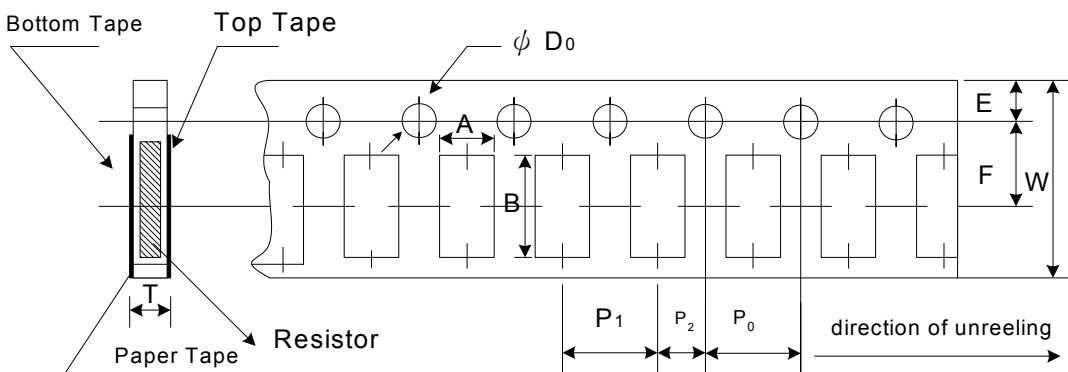 Bottom Tape
Top Tape
ψ D0
E
A
F
W
B
T
P1
P2
P0
direction of unreeling
Resistor
Paper Tape